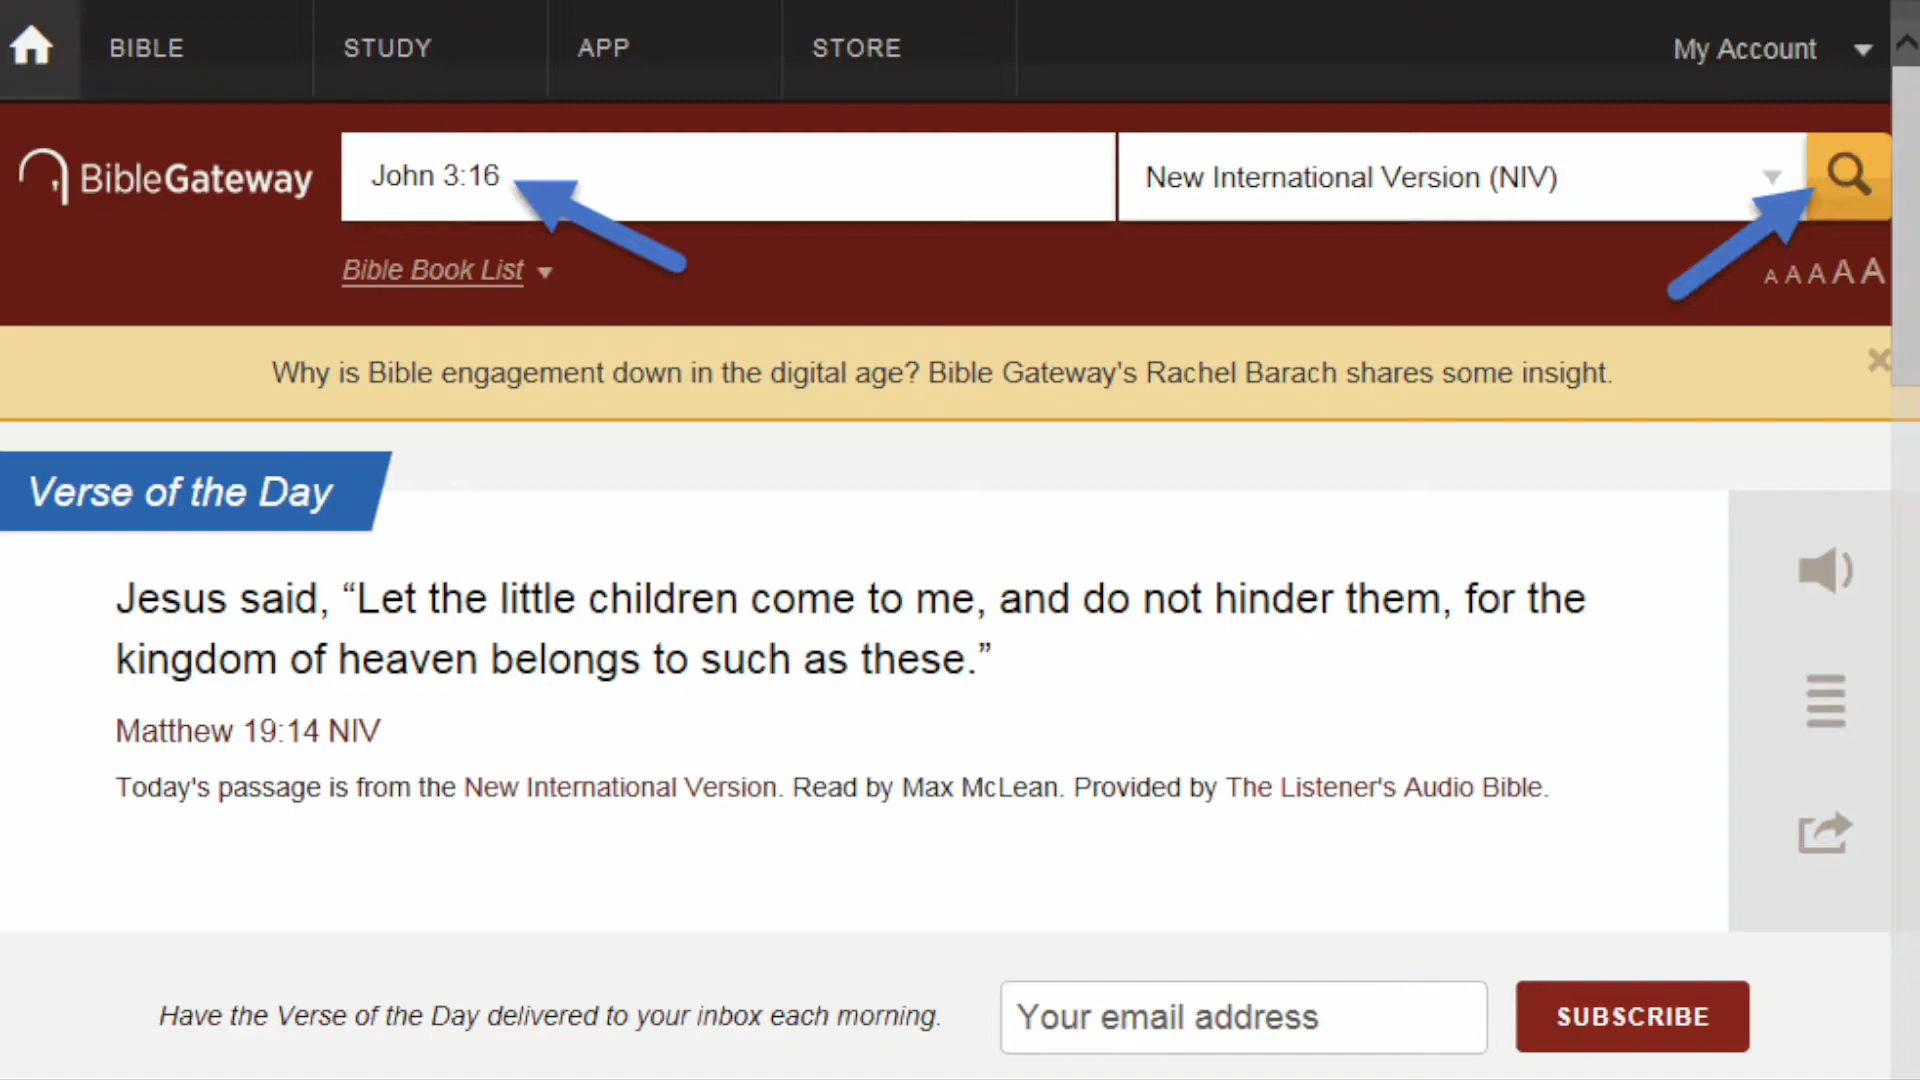 BIBLE STUDY APP STORE My Account
BibleGateway John 3:16 New International Version (NIV)
Bible Book List A A A A A
Why is Bible engagement down in the digital age? Bible Gateway's Rachel Barach shares some insight.
Verse of the Day
Jesus said, “Let the little children come to me, and do not hinder them, for the
kingdom of heaven belongs to such as these.”
Matthew 19:14 NIV
Today's passage is from the New International Version. Read by Max McLean. Provided by The Listener's Audio Bible.
Have the Verse of the Day delivered to your inbox each morning. Your email address SUBSCRIBE